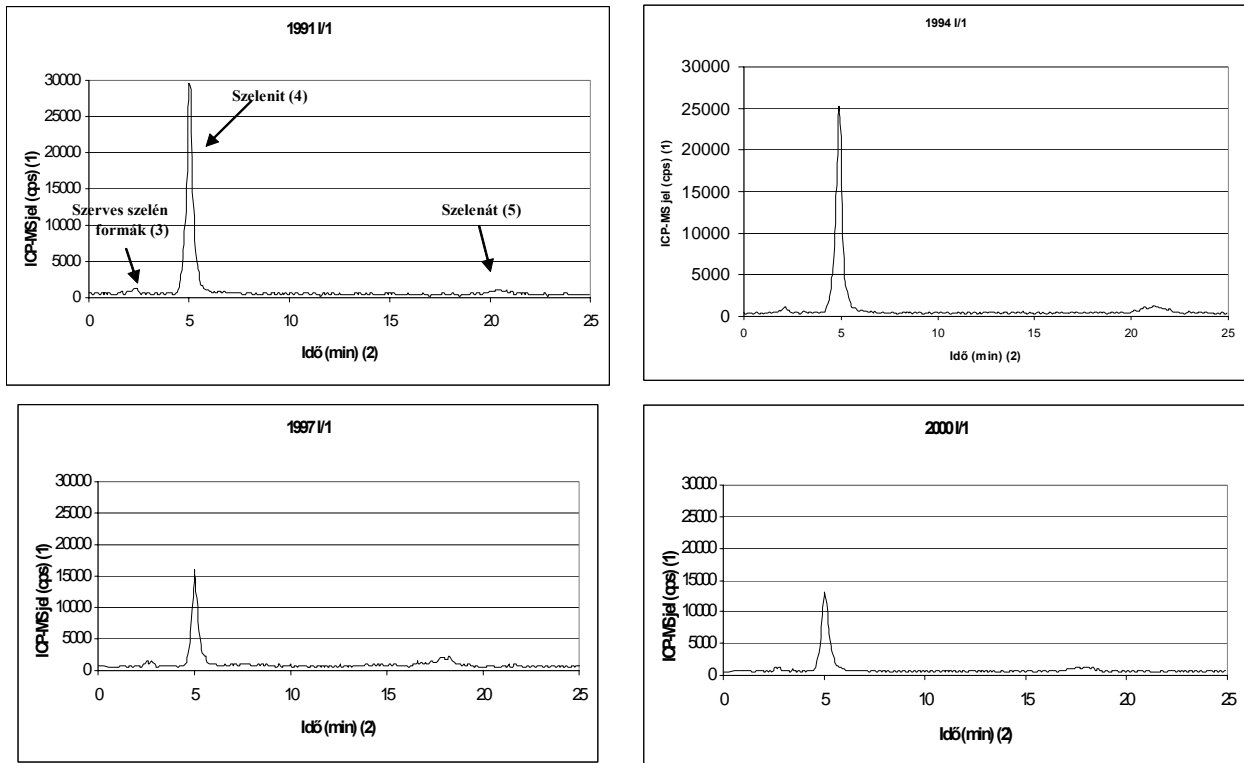 1991 I/1
ICP-MS jel (cps) (1)
30000
25000
20000
15000
10000
5000
0
Szelenit (4)
Szerves szelén
formák (3)
Szelenát (5)
0 5 10 15 20 25
Idő (min) (2)
1994 I/1
ICP-MS jel (cps) (1)
30000
25000
20000
15000
10000
5000
0
0 5 10 15 20 25
Idő (min) (2)
1997 I/1
ICP-MS jel (cps) (1)
30000
25000
20000
15000
10000
5000
0
0 5 10 15 20 25
Idő (min) (2)
2000 I/1
ICP-MS jel (cps) (1)
30000
25000
20000
15000
10000
5000
0
0 5 10 15 20 25
Idő (min) (2)